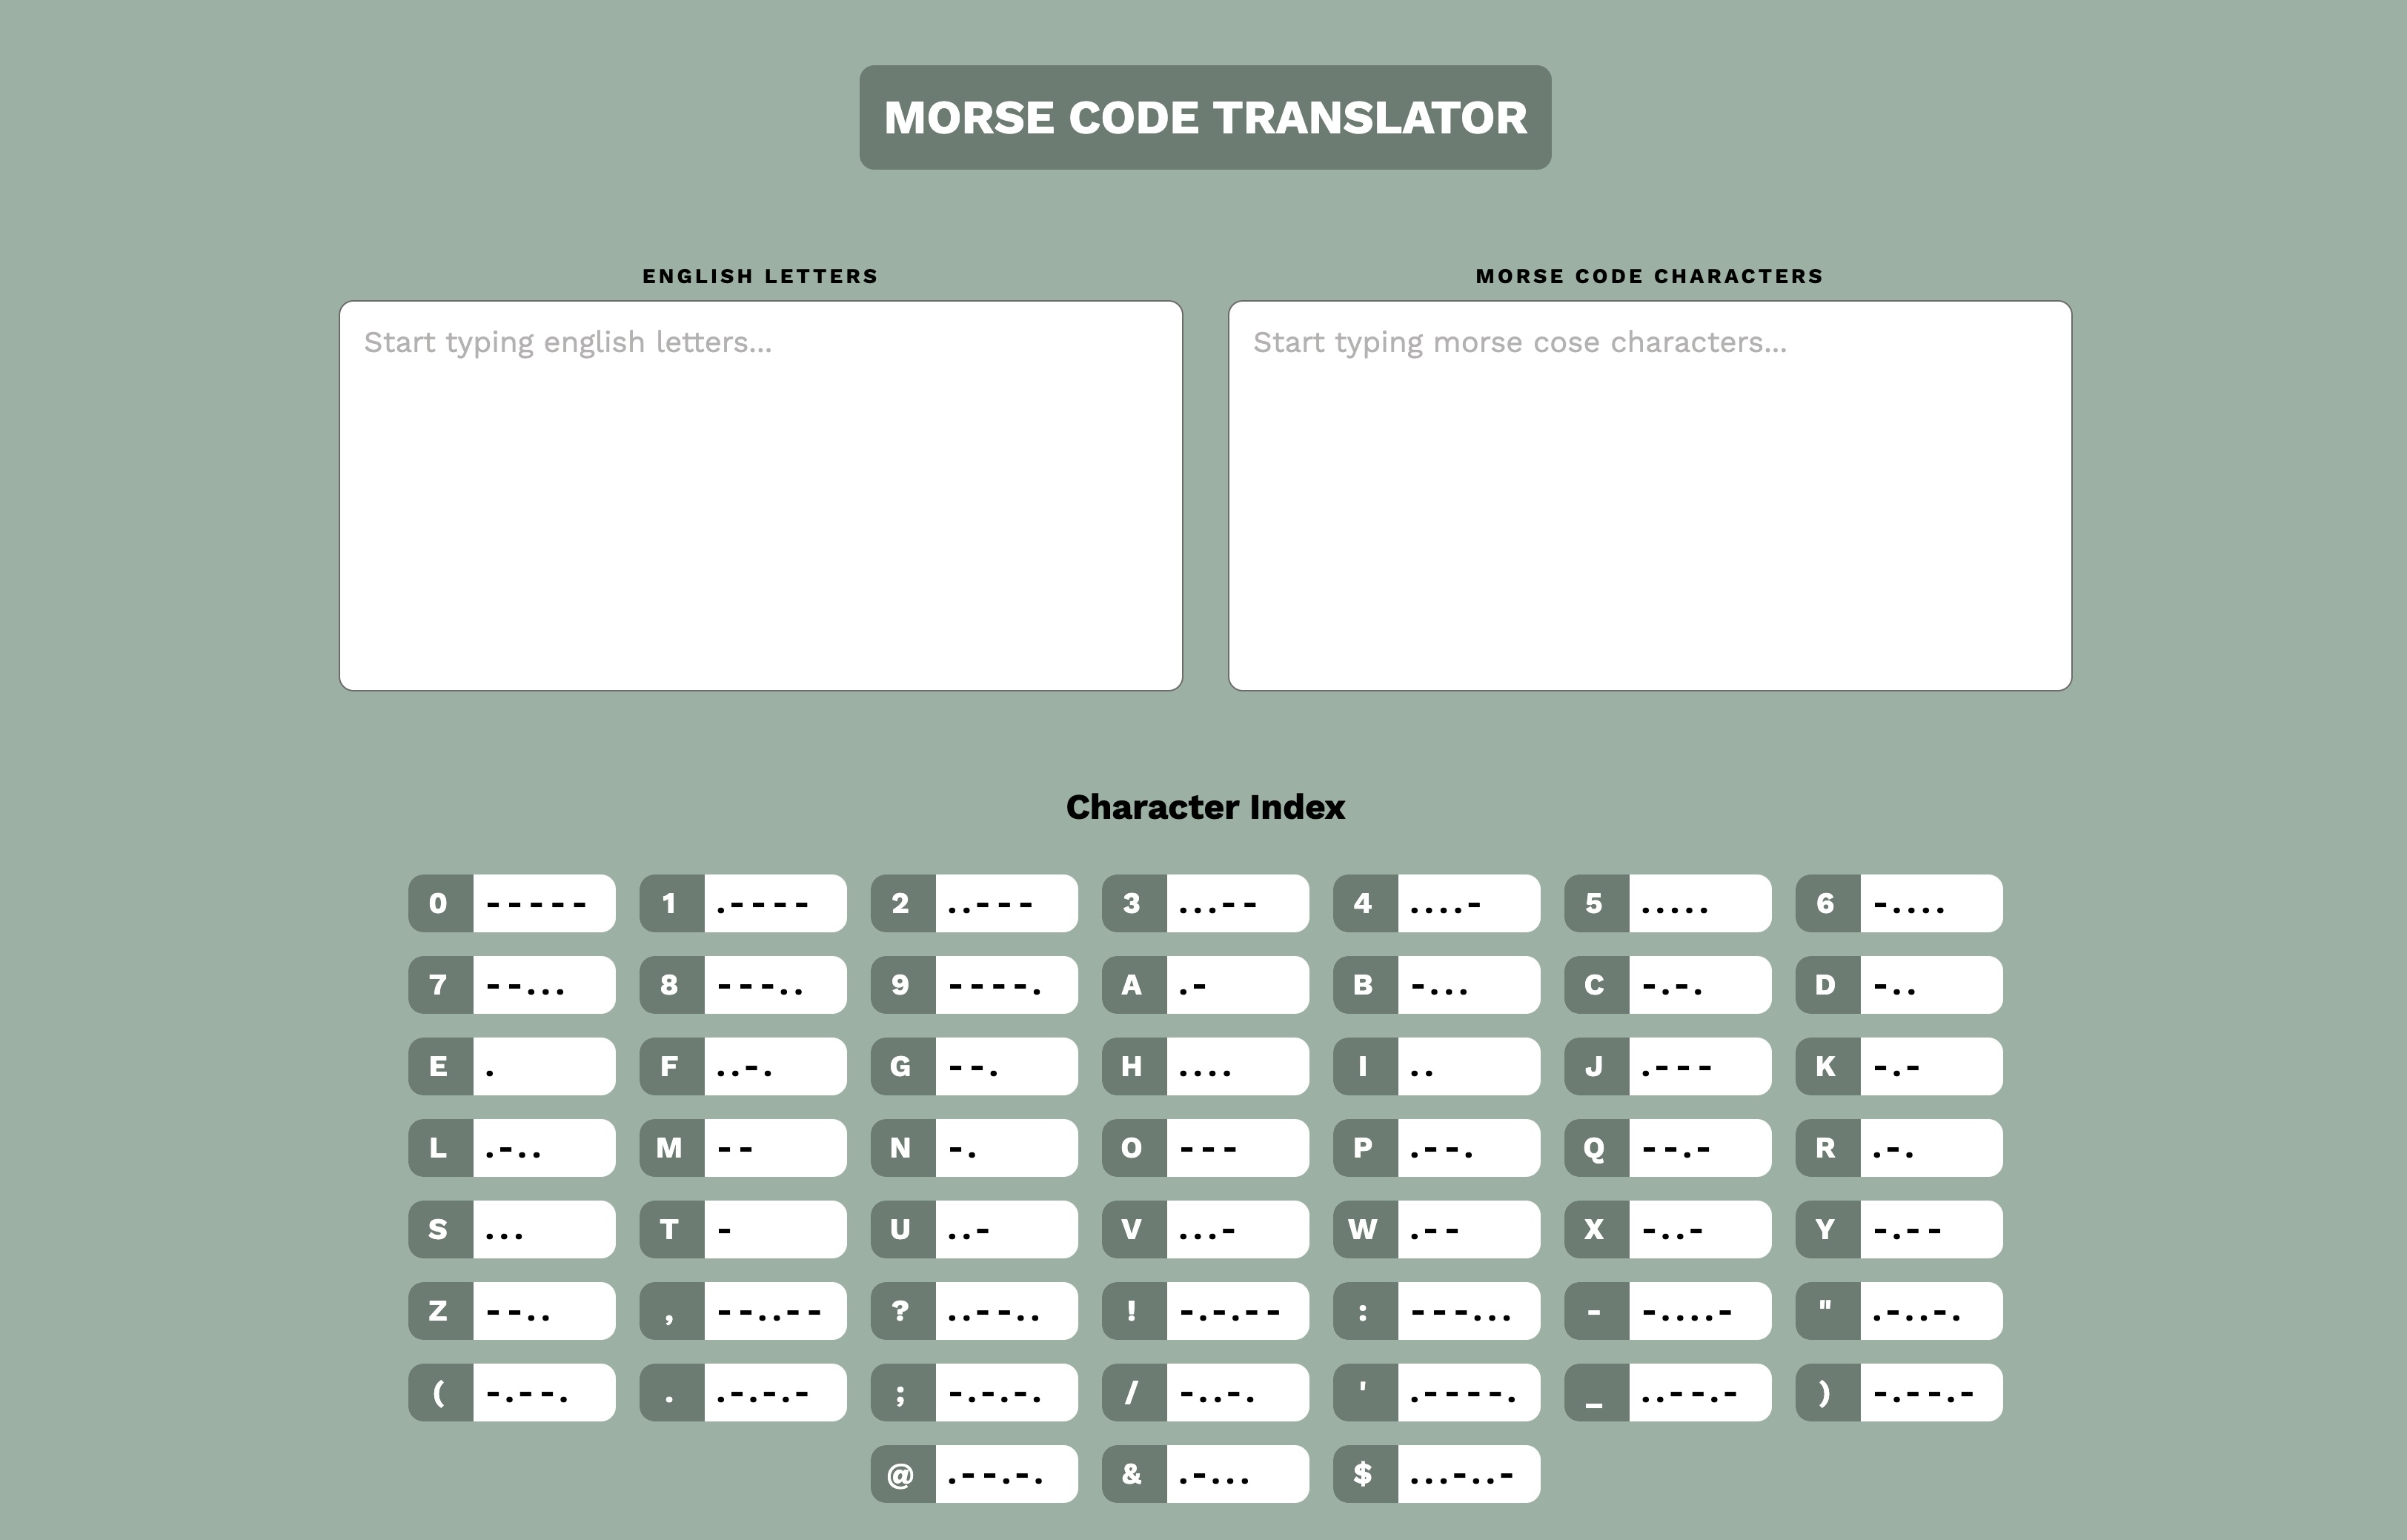 MORSE CODE TRANSLATOR
ENGLISH LETTERS
MORSE CODE CHARACTERS
Start typing english letters...
Start typing morse cose characters...
Character Index
0 ----- 1 .---- 2 ..--- 3 ...-- 4 ....- 5 ..... 6 -....
7 --... 8 ---.. 9 ----. A .- B -... C -.-. D -..
E . F ..-. G --. H .... I .. J .--- K -.-
L .-.. M -- N -. O --- P .--. Q --.- R .-.
S ... T - U ..- V ...- W .-- X -..- Y -.--
Z --.. , --..-- ? ..--.. ! -.-.-- : ---... - -....- " .-..-.
( -.--. . .-.-.- ; -.-.-. / -..-. ' .----. _ ..--.- ) -.--.-
@ .--.-. & .-... $ ...-..-